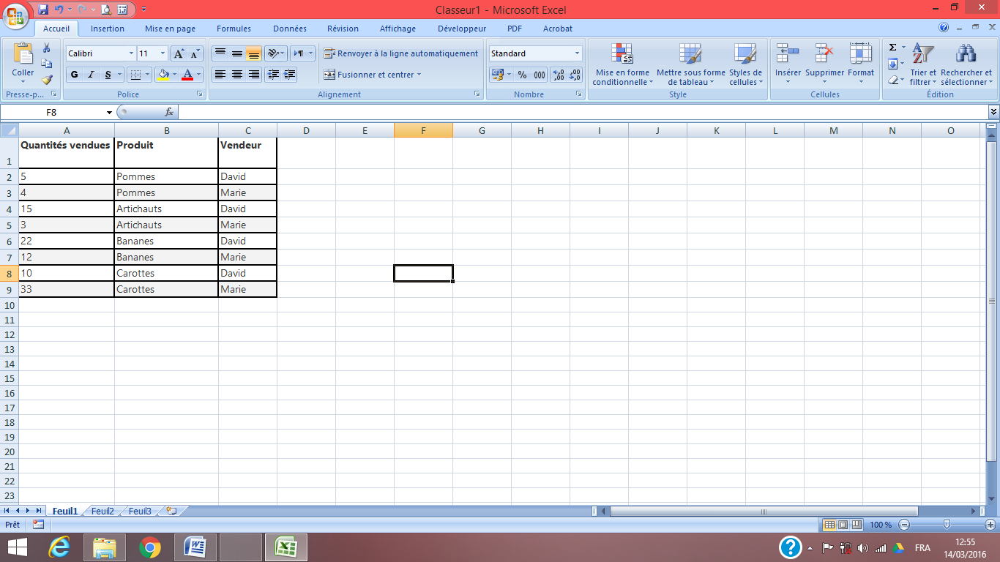 Classeur1 - Microsoft Excel
Accueil Insertion Mise en page Formules Données Révision Affichage Développeur PDF Acrobat
Coller
Presse-p...
Calibri 11
G I S
Police
Renvoyer à la ligne automatiquement
Fusionner et centrer
Alignement
Standard
% 000
Nombre
Mise en forme conditionnelle
Mettre sous forme de tableau
Styles de cellules
Style
Insérer Supprimer Format
Cellules
Σ
Trier et filtrer
Rechercher et sélectionner
Édition
F8 fx
A B C D E F G H I J K L M N O
1 Quantités vendues Produit Vendeur
2 5 Pommes David
3 4 Pommes Marie
4 15 Artichauts David
5 3 Artichauts Marie
6 22 Bananes David
7 12 Bananes Marie
8 10 Carottes David
9 33 Carottes Marie
10
11
12
13
14
15
16
17
18
19
20
21
22
23
Feuil1 Feuil2 Feuil3
Prêt 100 %
FRA
12:55
14/03/2016